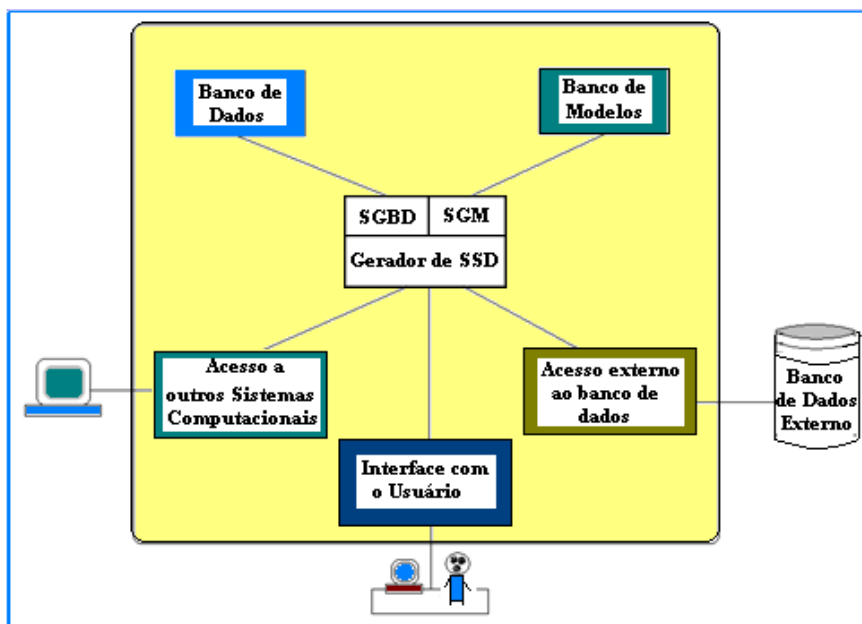 Banco de
Dados
Banco de
Modelos
SGBD
SGM
Gerador de SSD
Acesso a
outros Sistemas
Computacionais
Acesso externo
ao banco de
dados
Banco
de Dados
Externo
Interface com
o Usuário